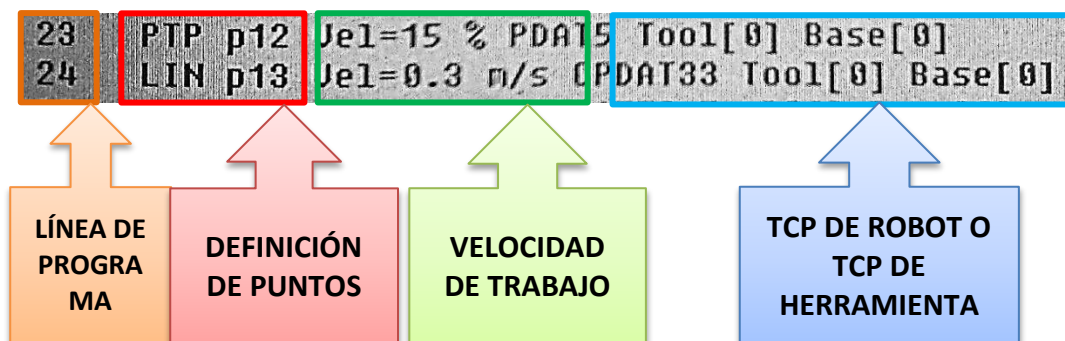 23 PTP p12 Vel=15 % PDAT5 Tool[0] Base[0]
24 LIN p13 Vel=0.3 m/s CPDAT33 Tool[0] Base[0]
LÍNEA DE
PROGRA
MA
DEFINICIÓN
DE PUNTOS
VELOCIDAD
DE TRABAJO
TCP DE ROBOT O
TCP DE
HERRAMIENTA